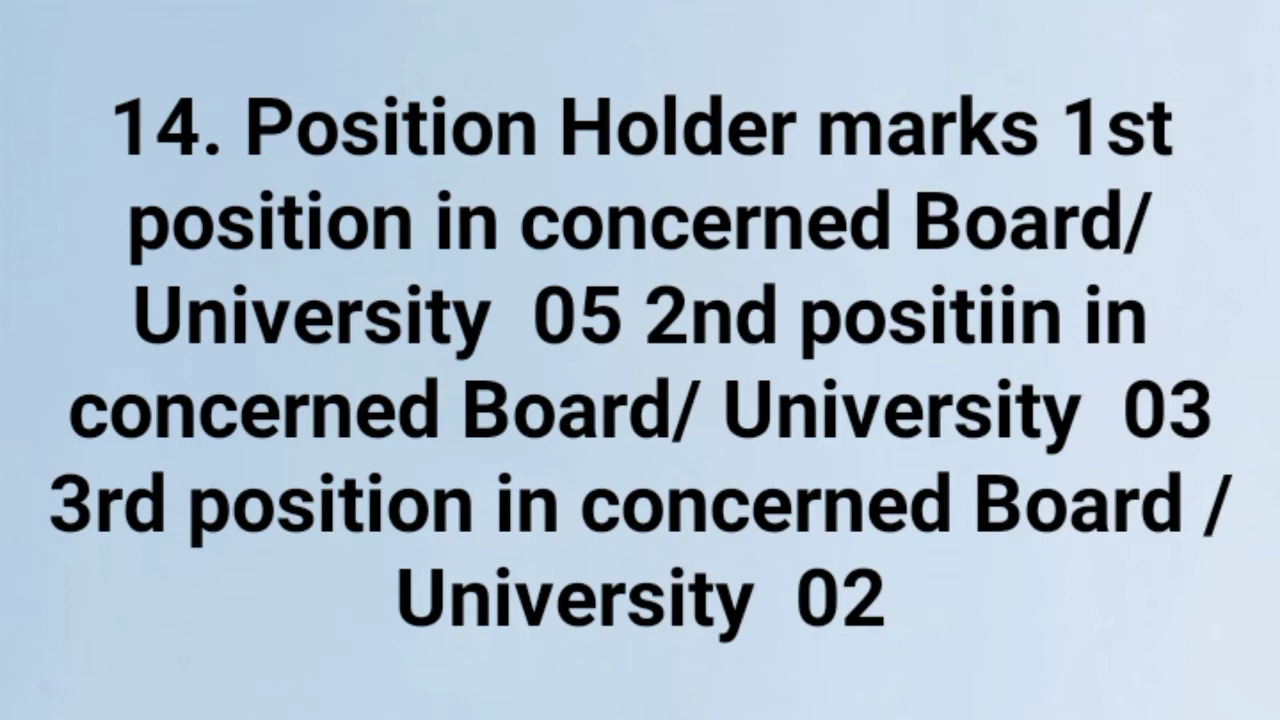 14. Position Holder marks 1st
position in concerned Board/
University  05 2nd positiin in
concerned Board/ University  03
3rd position in concerned Board /
University  02